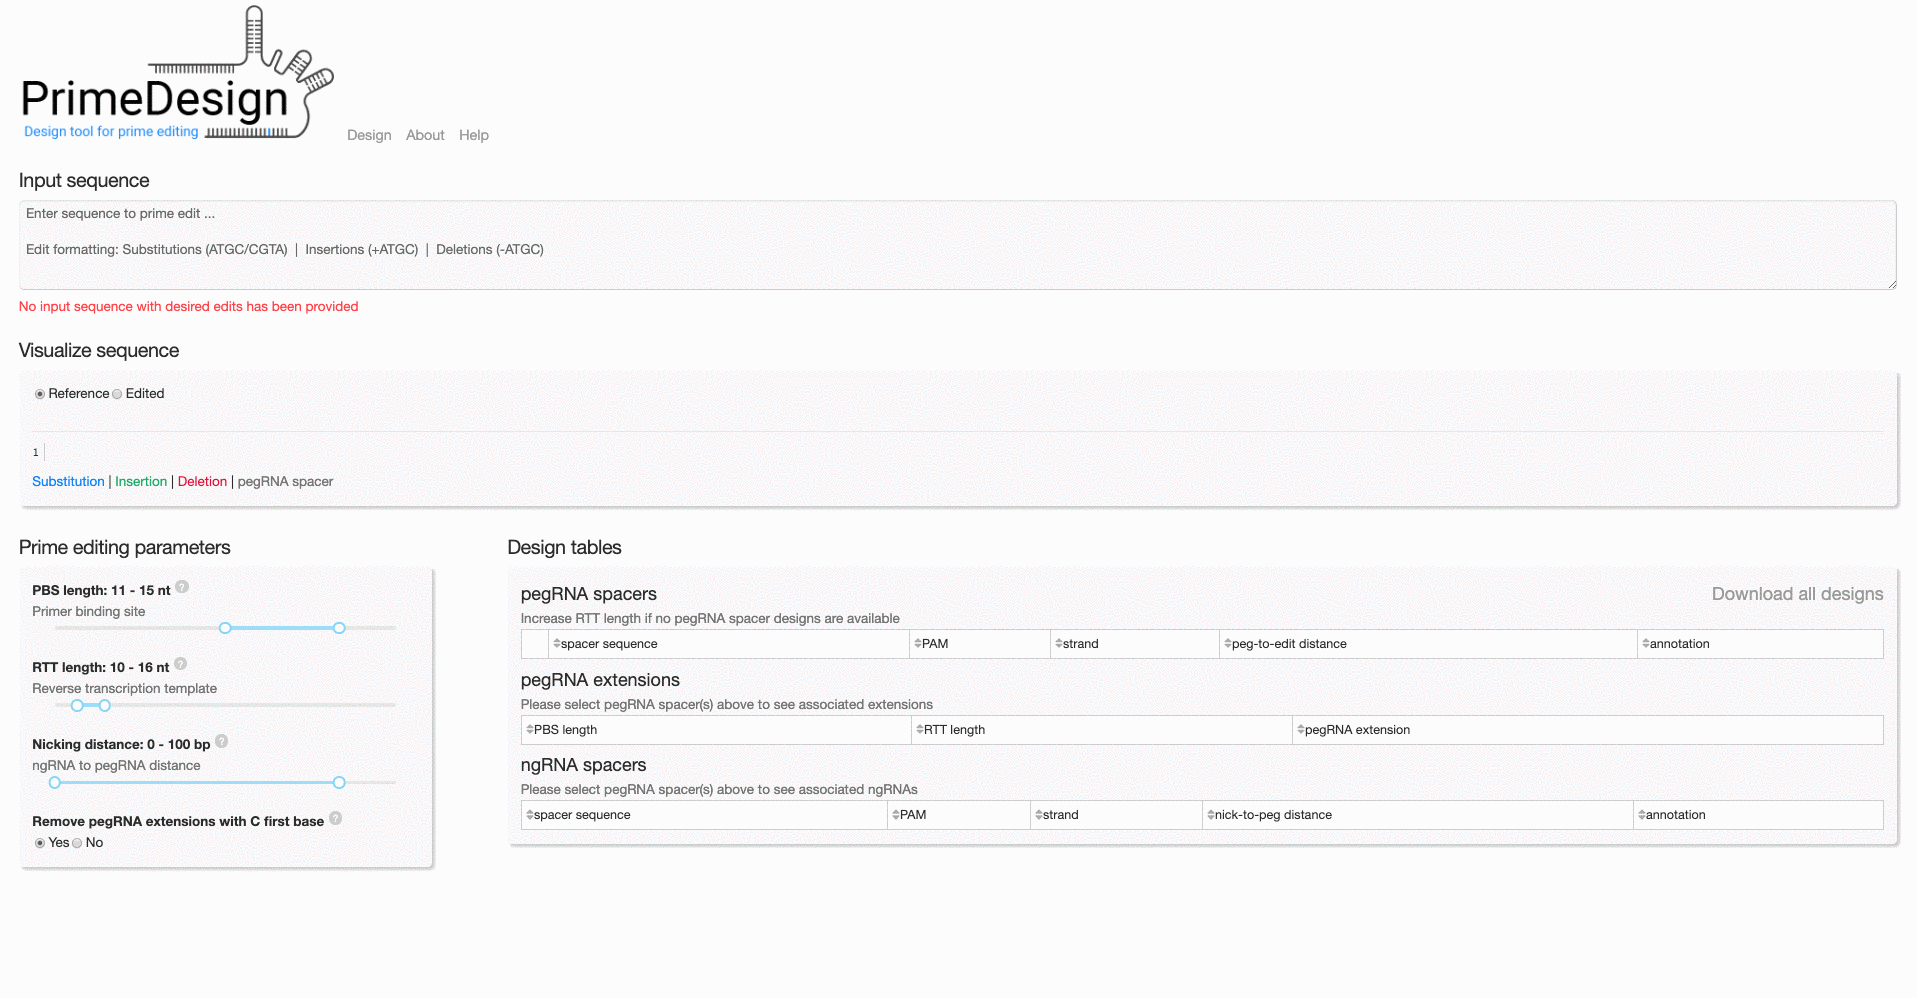 PrimeDesign
Design tool for prime editing
Design About Help
Input sequence
Enter sequence to prime edit ...
Edit formatting: Substitutions (ATGC/CGTA) | Insertions (+ATGC) | Deletions (-ATGC)
No input sequence with desired edits has been provided
Visualize sequence
Reference Edited
1
Substitution | Insertion | Deletion | pegRNA spacer
Prime editing parameters
PBS length: 11 - 15 nt ?
Primer binding site
RTT length: 10 - 16 nt ?
Reverse transcription template
Nicking distance: 0 - 100 bp ?
ngRNA to pegRNA distance
Remove pegRNA extensions with C first base ?
Yes No
Design tables
pegRNA spacers Download all designs
Increase RTT length if no pegRNA spacer designs are available
spacer sequence PAM strand peg-to-edit distance annotation
pegRNA extensions
Please select pegRNA spacer(s) above to see associated extensions
PBS length RTT length pegRNA extension
ngRNA spacers
Please select pegRNA spacer(s) above to see associated ngRNAs
spacer sequence PAM strand nick-to-peg distance annotation